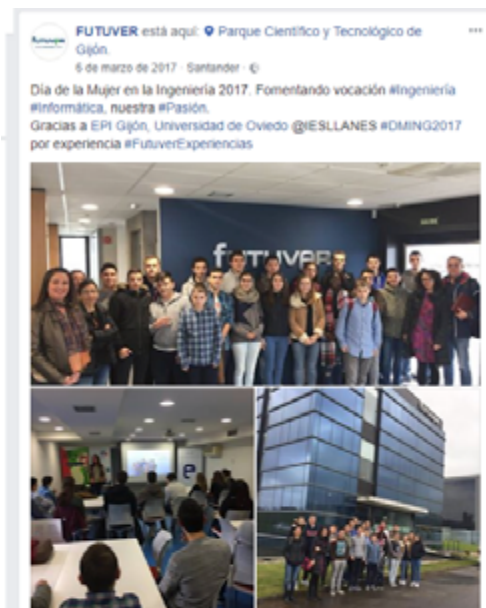 FUTUVER está aquí: Parque Científico y Tecnológico de
Gijón.
6 de marzo de 2017 · Santander ·
Día de la Mujer en la Ingeniería 2017. Fomentando vocación #Ingeniería
#Informática, nuestra #Pasión.
Gracias a EPI Gijón, Universidad de Oviedo @IESLLANES #DMING2017
por experiencia #FutuverExperiencias
FUTUVER
e